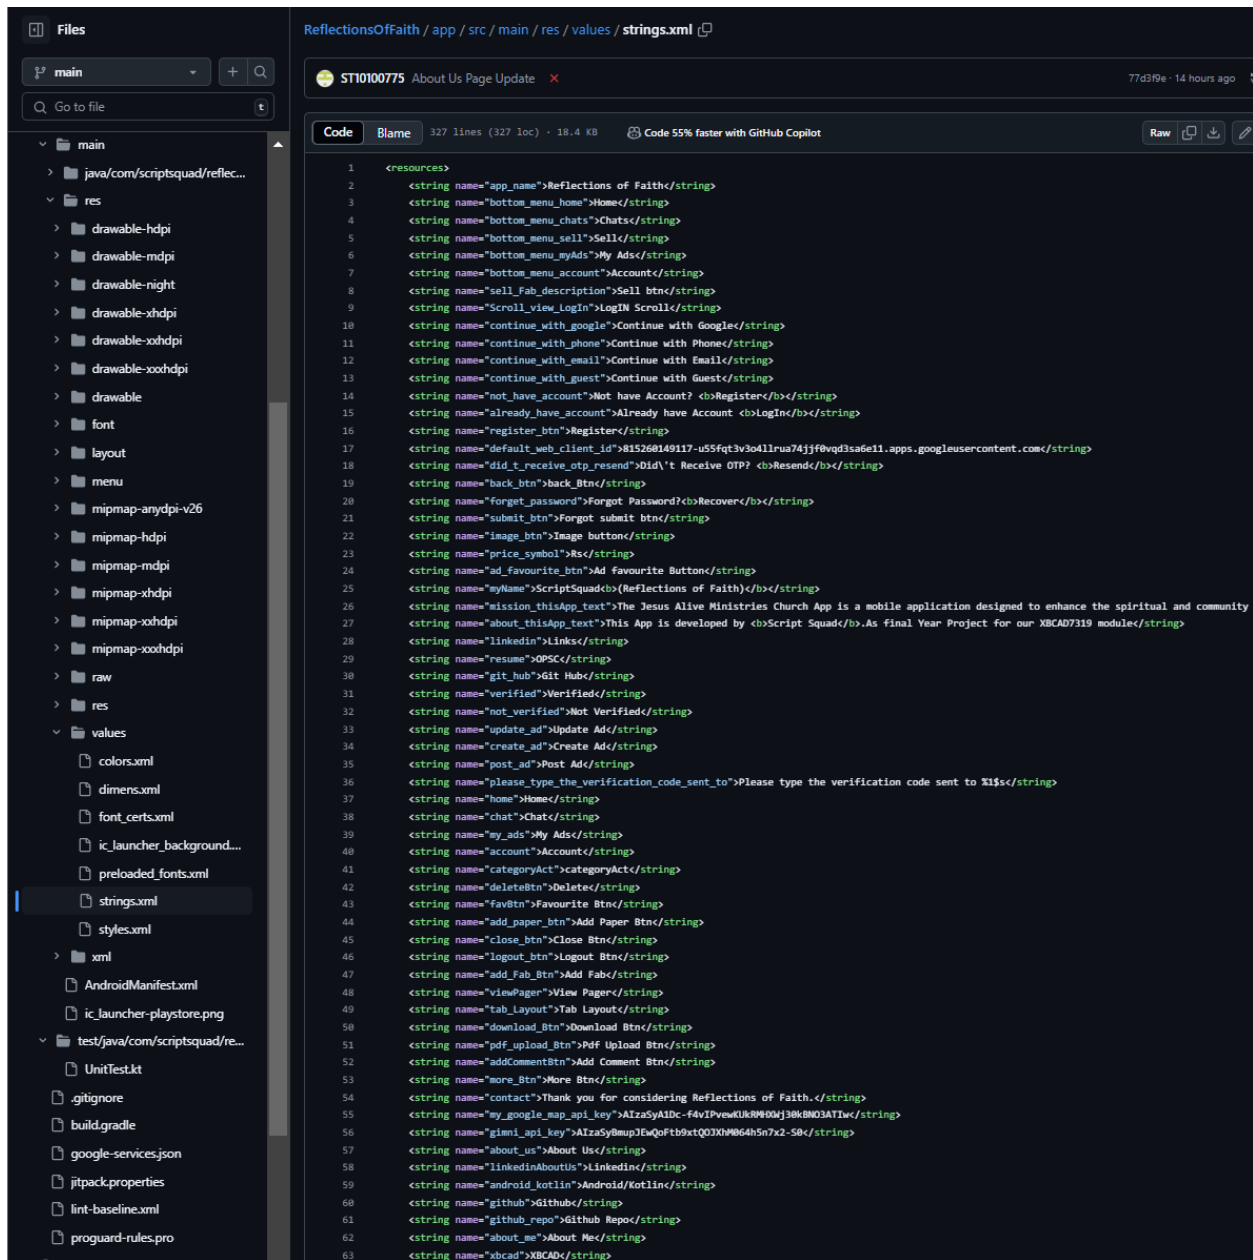 Files
main
Go to file
t
main
java/com/scriptsquad/reflec...
res
drawable-hdpi
drawable-mdpi
drawable-night
drawable-xhdpi
drawable-xxhdpi
drawable-xxxhdpi
drawable
font
layout
menu
mipmap-anydpi-v26
mipmap-hdpi
mipmap-mdpi
mipmap-xhdpi
mipmap-xxhdpi
mipmap-xxxhdpi
raw
res
values
colors.xml
dimens.xml
font_certs.xml
ic_launcher_background....
preloaded_fonts.xml
strings.xml
styles.xml
xml
AndroidManifest.xml
ic_launcher-playstore.png
test/java/com/scriptsquad/re...
UnitTest.kt
.gitignore
build.gradle
google-services.json
jitpack.properties
lint-baseline.xml
proguard-rules.pro
ReflectionsOfFaith / app / src / main / res / values / strings.xml
ST10100775 About Us Page Update 77d3f9e · 14 hours ago
Code Blame 327 lines (327 loc) · 18.4 KB Code 55% faster with GitHub Copilot Raw
1 <resources>
2 <string name="app_name">Reflections of Faith</string>
3 <string name="bottom_menu_home">Home</string>
4 <string name="bottom_menu_chats">Chats</string>
5 <string name="bottom_menu_sell">Sell</string>
6 <string name="bottom_menu_myAds">My Ads</string>
7 <string name="bottom_menu_account">Account</string>
8 <string name="sell_Fab_description">Sell btn</string>
9 <string name="Scroll_view_LogIn">LogIN Scroll</string>
10 <string name="continue_with_google">Continue with Google</string>
11 <string name="continue_with_phone">Continue with Phone</string>
12 <string name="continue_with_email">Continue with Email</string>
13 <string name="continue_with_guest">Continue with Guest</string>
14 <string name="not_have_account">Not have Account? <b>Register</b></string>
15 <string name="already_have_account">Already have Account <b>LogIn</b></string>
16 <string name="register_btn">Register</string>
17 <string name="default_web_client_id">815260149117-u55fqt3v3o4llrua74jjf0vqd3sa6e11.apps.googleusercontent.com</string>
18 <string name="did_t_receive_otp_resend">Did\'t Receive OTP? <b>Resend</b></string>
19 <string name="back_btn">back_Btn</string>
20 <string name="forget_password">Forgot Password?<b>Recover</b></string>
21 <string name="submit_btn">Forgot submit btn</string>
22 <string name="image_btn">Image button</string>
23 <string name="price_symbol">Rs</string>
24 <string name="ad_favourite_btn">Ad favourite Button</string>
25 <string name="myName">ScriptSquad<b>(Reflections of Faith)</b></string>
26 <string name="mission_thisApp_text">The Jesus Alive Ministries Church App is a mobile application designed to enhance the spiritual and community
27 <string name="about_thisApp_text">This App is developed by <b>Script Squad</b>.As final Year Project for our XBCAD7319 module</string>
28 <string name="linkedin">Links</string>
29 <string name="resume">OPSC</string>
30 <string name="git_hub">Git Hub</string>
31 <string name="verified">Verified</string>
32 <string name="not_verified">Not Verified</string>
33 <string name="update_ad">Update Ad</string>
34 <string name="create_ad">Create Ad</string>
35 <string name="post_ad">Post Ad</string>
36 <string name="please_type_the_verification_code_sent_to">Please type the verification code sent to %1$s</string>
37 <string name="home">Home</string>
38 <string name="chat">Chat</string>
39 <string name="my_ads">My Ads</string>
40 <string name="account">Account</string>
41 <string name="categoryAct">categoryAct</string>
42 <string name="deleteBtn">Delete</string>
43 <string name="favBtn">Favourite Btn</string>
44 <string name="add_paper_btn">Add Paper Btn</string>
45 <string name="close_btn">Close Btn</string>
46 <string name="logout_btn">Logout Btn</string>
47 <string name="add_Fab_Btn">Add Fab</string>
48 <string name="viewPager">View Pager</string>
49 <string name="tab_Layout">Tab Layout</string>
50 <string name="download_Btn">Download Btn</string>
51 <string name="pdf_upload_Btn">Pdf Upload Btn</string>
52 <string name="addCommentBtn">Add Comment Btn</string>
53 <string name="more_Btn">More Btn</string>
54 <string name="contact">Thank you for considering Reflections of Faith.</string>
55 <string name="my_google_map_api_key"></string>
56 <string name="gimni_api_key"></string>
57 <string name="about_us">About Us</string>
58 <string name="linkedinAboutUs">Linkedin</string>
59 <string name="android_kotlin">Android/Kotlin</string>
60 <string name="github">Github</string>
61 <string name="github_repo">Github Repo</string>
62 <string name="about_me">About Me</string>
63 <string name="xbcad">XBCAD</string>